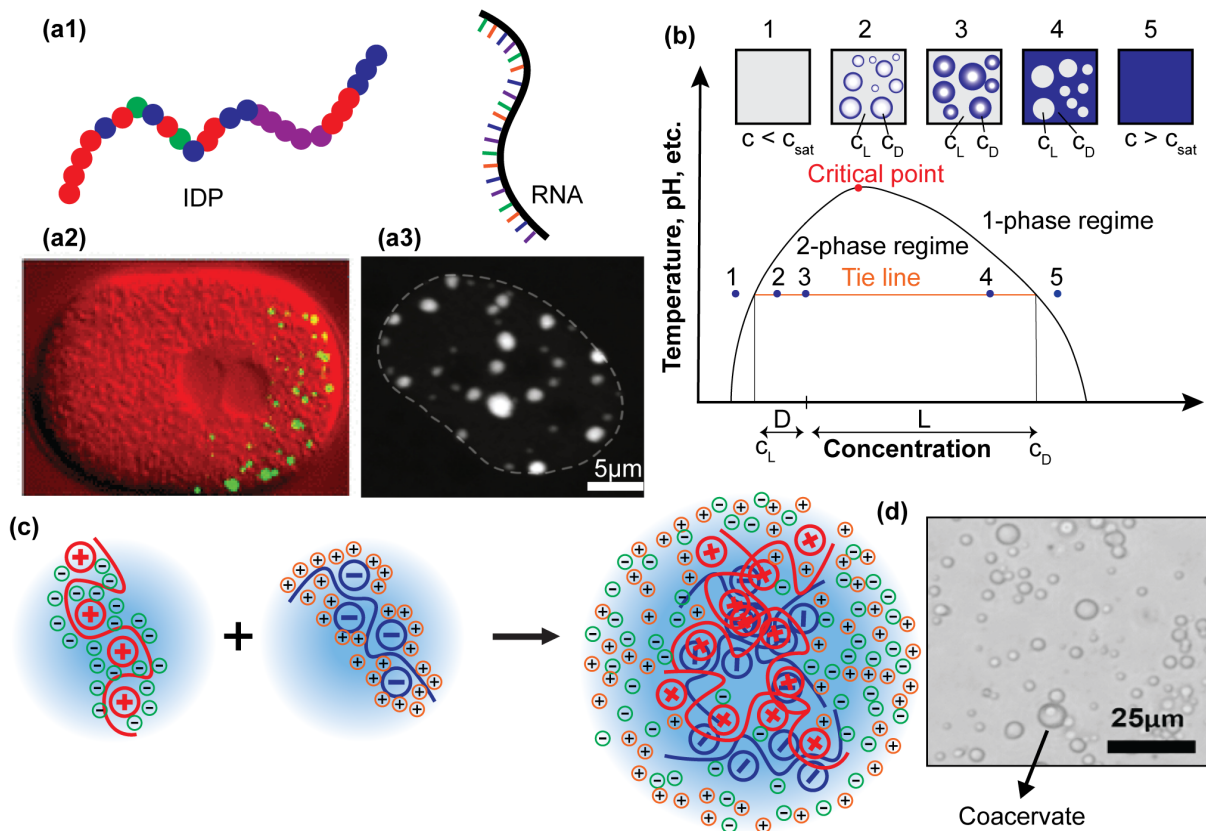 (a1)
IDP
RNA
(a2)
(a3)
5μm
(b)
1 2 3 4 5
c < c_sat
c_L c_D
c_L c_D
c_L c_D
c > c_sat
Critical point
1-phase regime
2-phase regime
Tie line
1 2 3 4 5
Temperature, pH, etc.
D L
c_L Concentration c_D
(c)
+
(d)
25μm
Coacervate